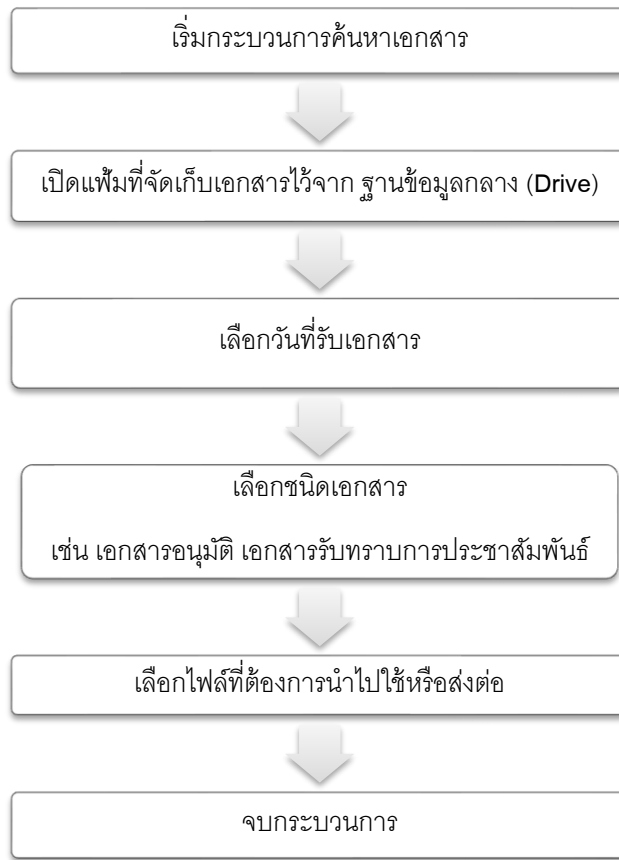 เริ่มกระบวนการค้นหาเอกสาร
เปิดแฟ้มที่จัดเก็บเอกสารไว้จาก ฐานข้อมูลกลาง (Drive)
เลือกวันที่รับเอกสาร
เลือกชนิดเอกสาร
เช่น เอกสารอนุมัติ เอกสารรับทราบการประชาสัมพันธ์
เลือกไฟล์ที่ต้องการนำไปใช้หรือส่งต่อ
จบกระบวนการ